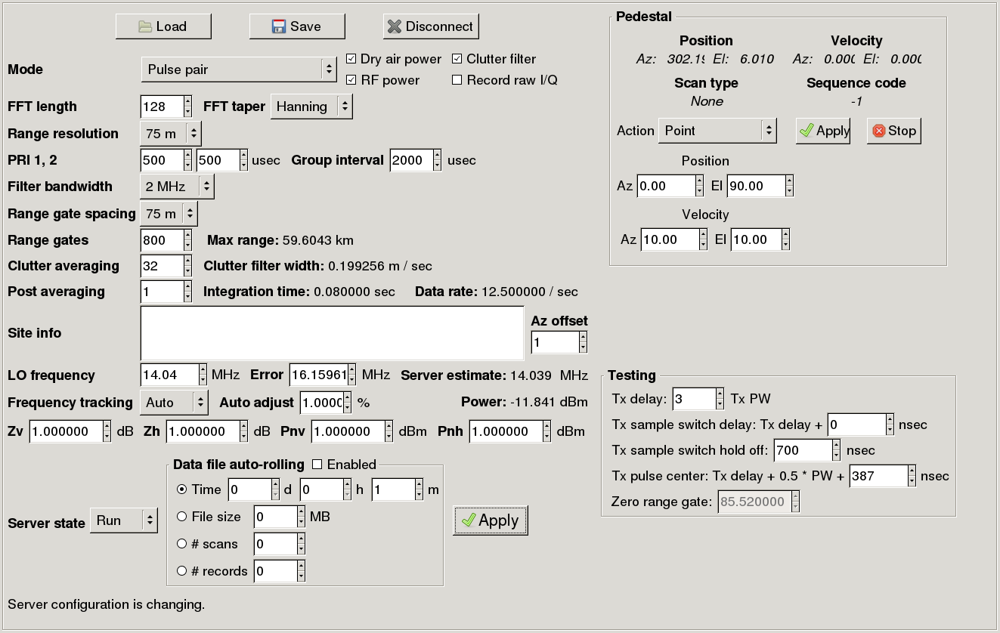 Load Save Disconnect
Mode Pulse pair Dry air power Clutter filter
RF power Record raw I/Q
FFT length 128 FFT taper Hanning
Range resolution 75 m
PRI 1, 2 500 500 usec Group interval 2000 usec
Filter bandwidth 2 MHz
Range gate spacing 75 m
Range gates 800 Max range: 59.6043 km
Clutter averaging 32 Clutter filter width: 0.199256 m / sec
Post averaging 1 Integration time: 0.080000 sec Data rate: 12.500000 / sec
Site info
Az offset
1
LO frequency 14.04 MHz Error 16.15961 MHz Server estimate: 14.039 MHz
Frequency tracking Auto Auto adjust 1.0000 % Power: -11.841 dBm
Zv 1.000000 dB Zh 1.000000 dB Pnv 1.000000 dBm Pnh 1.000000 dBm
Data file auto-rolling Enabled
Time 0 d 0 h 1 m
File size 0 MB
# scans 0
# records 0
Server state Run
Apply
Server configuration is changing.
Pedestal
Position Velocity
Az: 302.19 El: 6.010 Az: 0.000 El: 0.000
Scan type Sequence code
None -1
Action Point Apply Stop
Position
Az 0.00 El 90.00
Velocity
Az 10.00 El 10.00
Testing
Tx delay: 3 Tx PW
Tx sample switch delay: Tx delay + 0 nsec
Tx sample switch hold off: 700 nsec
Tx pulse center: Tx delay + 0.5 * PW + 387 nsec
Zero range gate: 85.520000